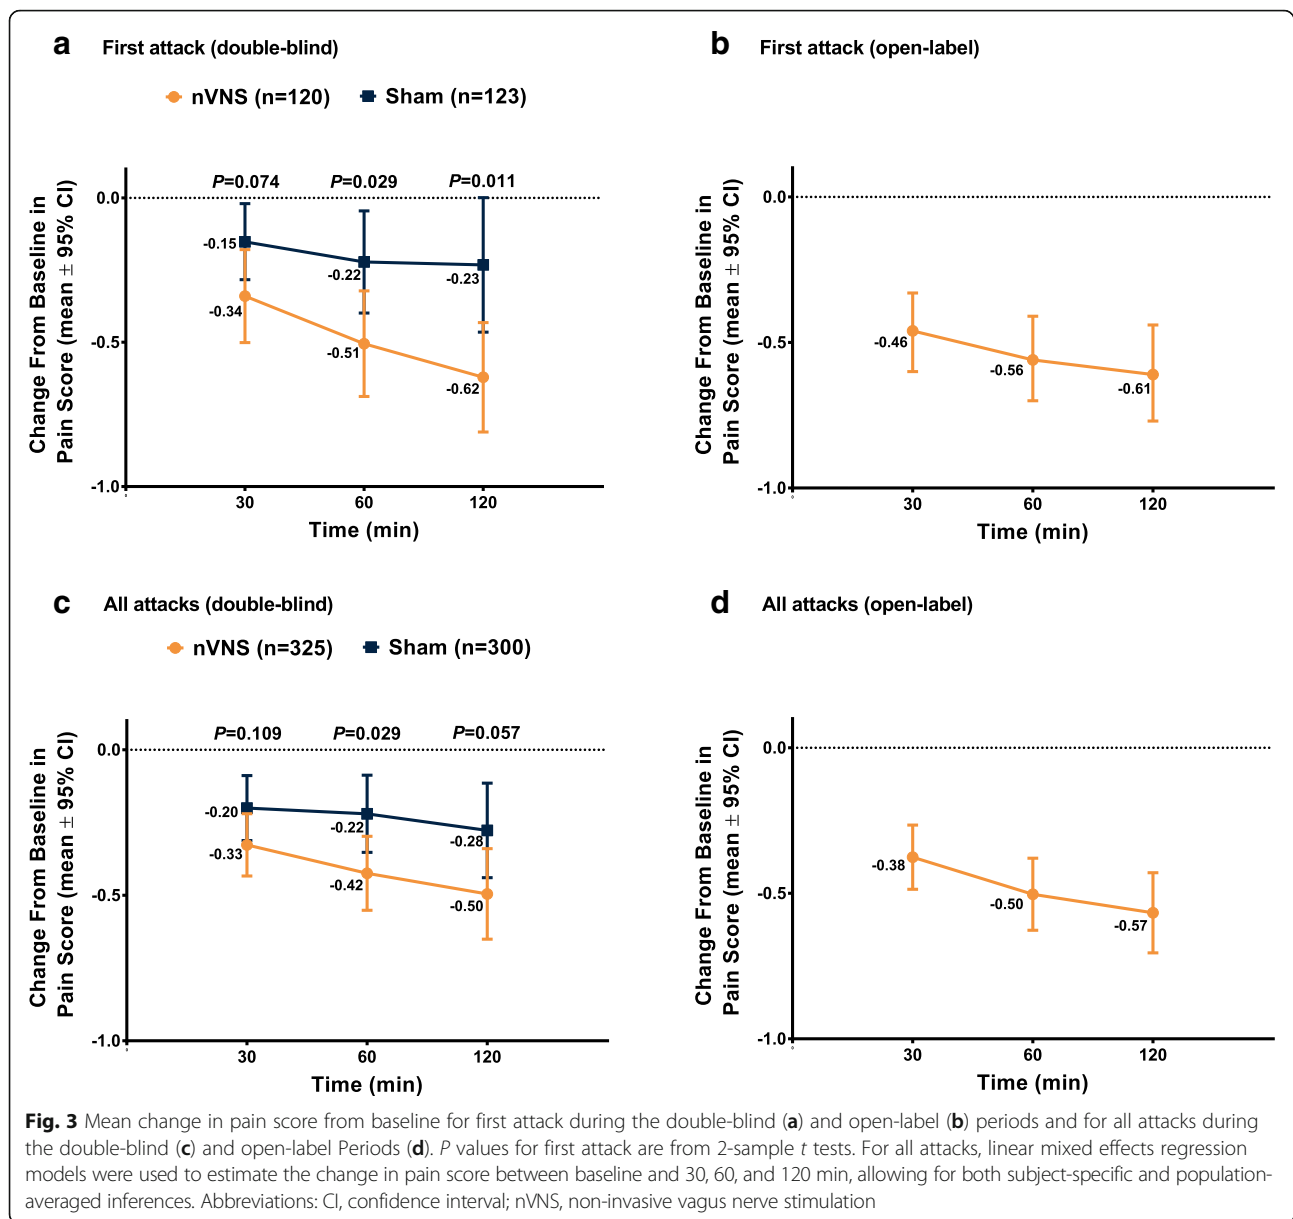 a First attack (double-blind)
nVNS (n=120) Sham (n=123)
Change From Baseline in
Pain Score (mean ± 95% CI)
P=0.074 P=0.029 P=0.011
0.0
-0.15
-0.22
-0.23
-0.34
-0.51
-0.62
-0.5
-1.0
30 60 120
Time (min)
b First attack (open-label)
Change From Baseline in
Pain Score (mean ± 95% CI)
0.0
-0.46
-0.56
-0.61
-0.5
-1.0
30 60 120
Time (min)
c All attacks (double-blind)
nVNS (n=325) Sham (n=300)
Change From Baseline in
Pain Score (mean ± 95% CI)
P=0.109 P=0.029 P=0.057
0.0
-0.20
-0.22
-0.28
-0.33
-0.42
-0.50
-0.5
-1.0
30 60 120
Time (min)
d All attacks (open-label)
Change From Baseline in
Pain Score (mean ± 95% CI)
0.0
-0.38
-0.50
-0.57
-0.5
-1.0
30 60 120
Time (min)
Fig. 3 Mean change in pain score from baseline for first attack during the double-blind (a) and open-label (b) periods and for all attacks during
the double-blind (c) and open-label Periods (d). P values for first attack are from 2-sample t tests. For all attacks, linear mixed effects regression
models were used to estimate the change in pain score between baseline and 30, 60, and 120 min, allowing for both subject-specific and population-
averaged inferences. Abbreviations: CI, confidence interval; nVNS, non-invasive vagus nerve stimulation